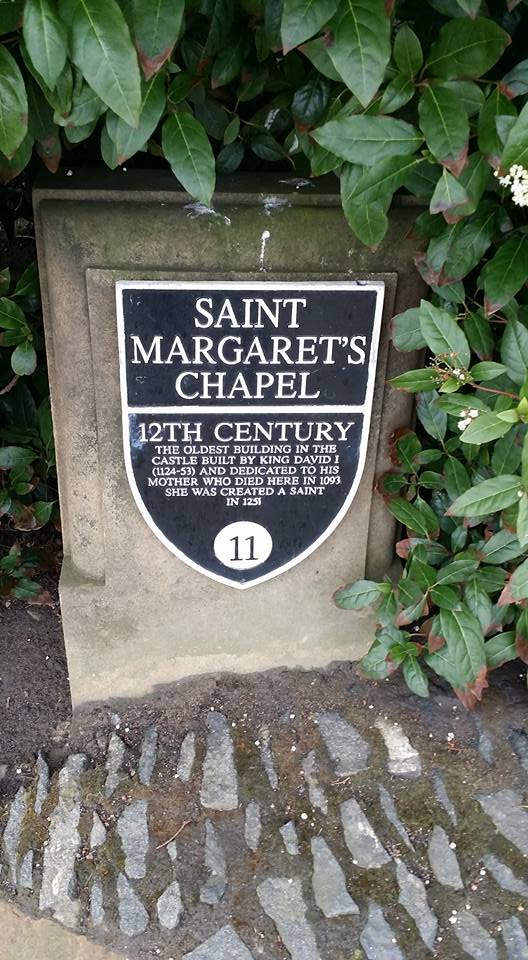 SAINT
MARGARET'S
CHAPEL
12TH CENTURY
THE OLDEST BUILDING IN THE
CASTLE BUILT BY KING DAVID I
(1124-53) AND DEDICATED TO HIS
MOTHER WHO DIED HERE IN 1093
SHE WAS CREATED A SAINT
IN 1251
11